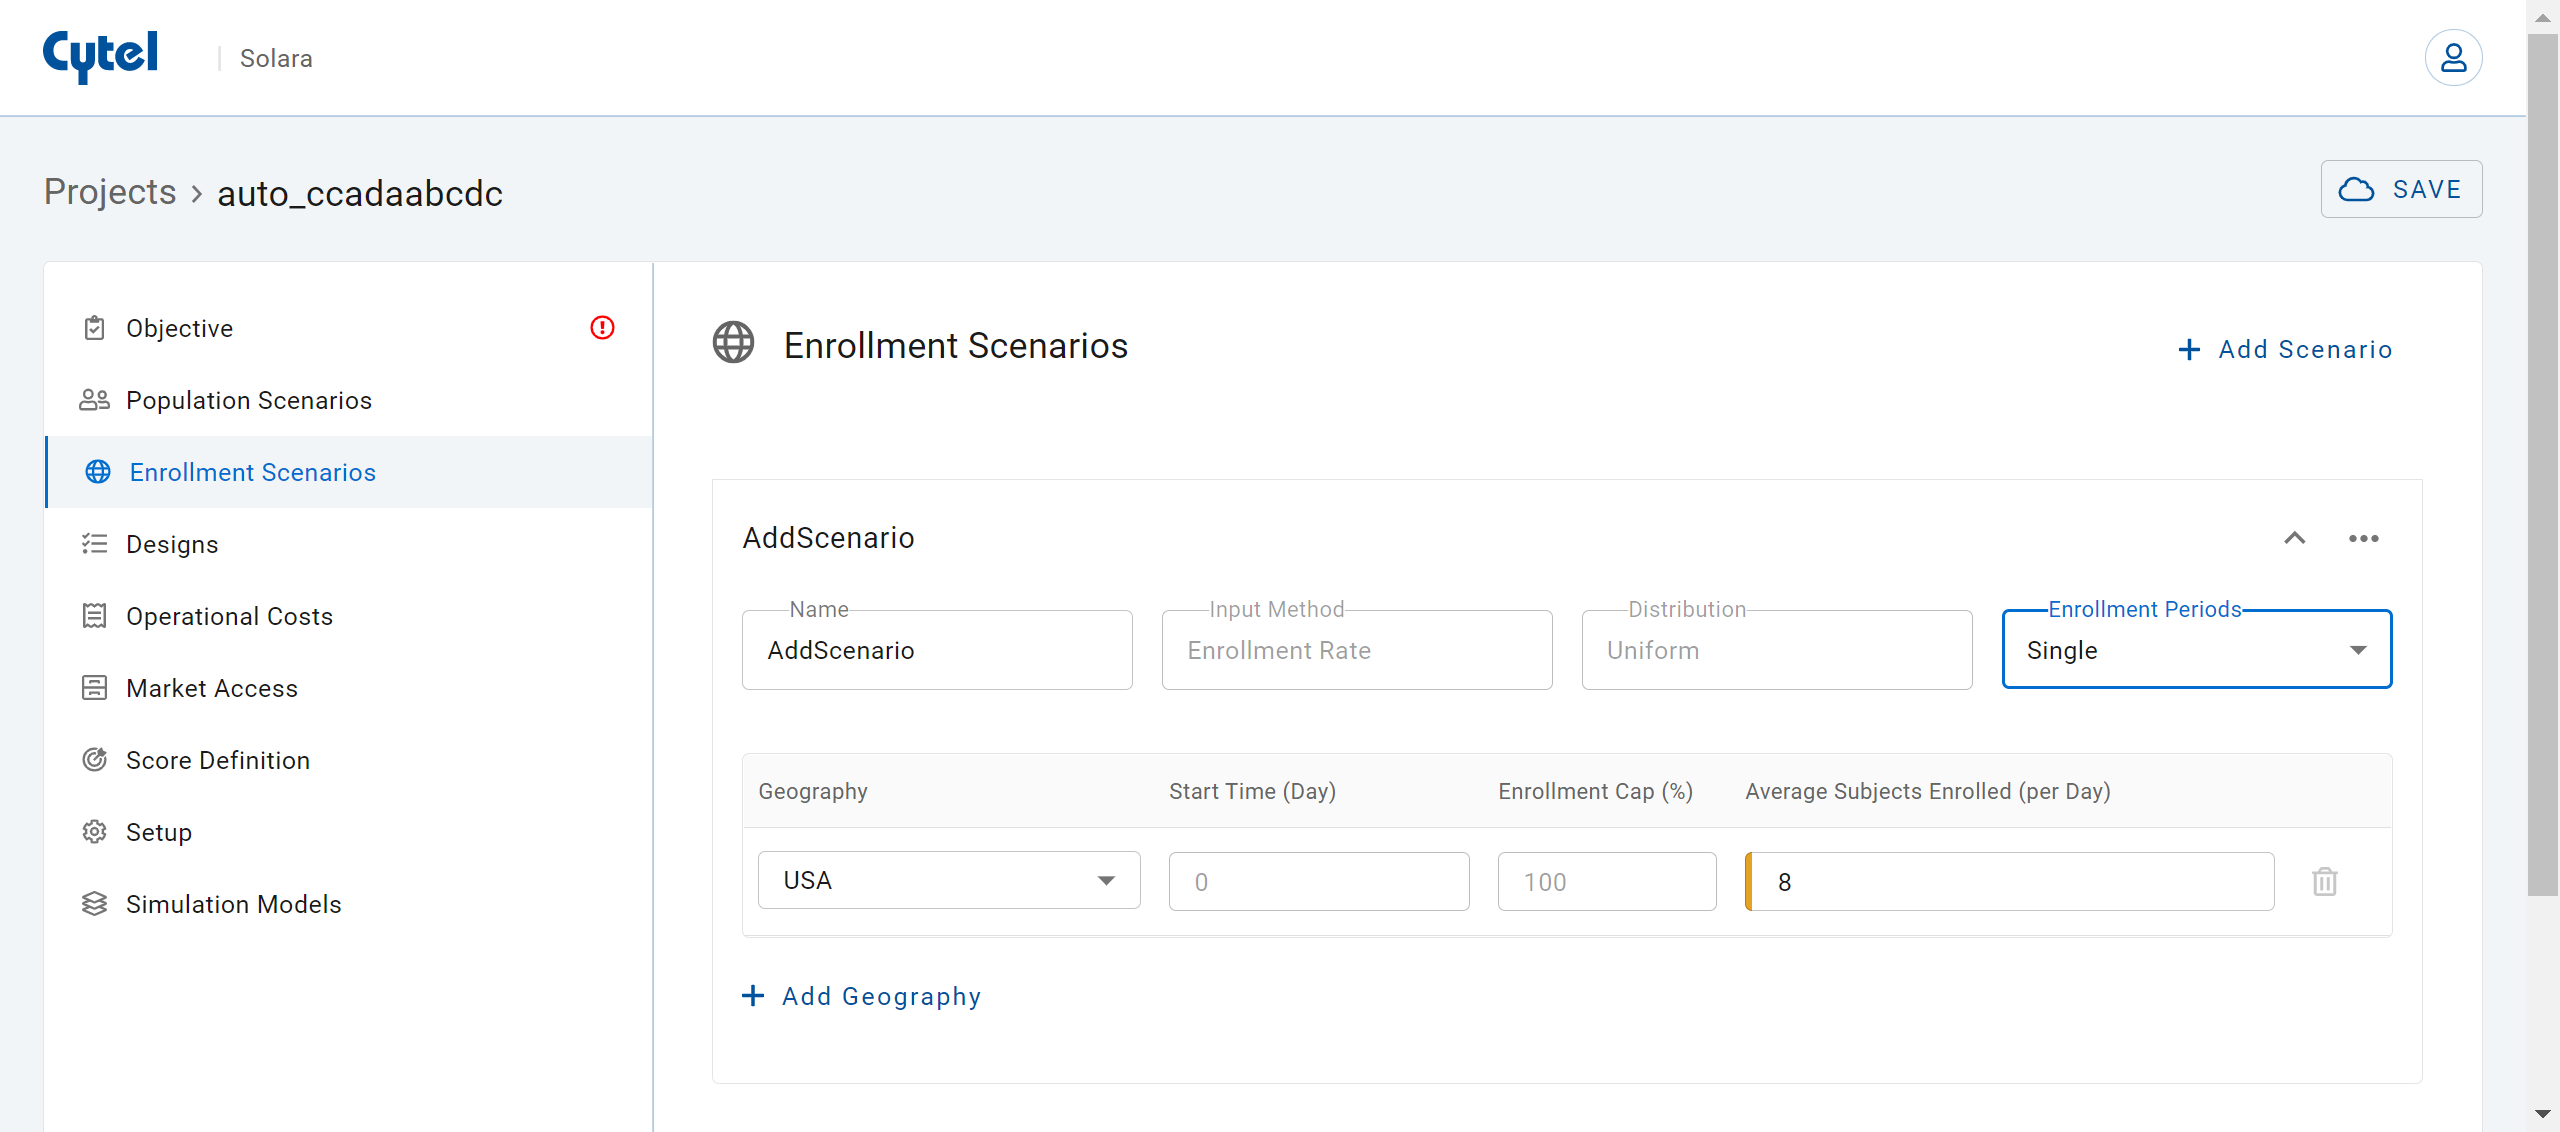 Cytel
Solara
Projects > auto_ccadaabcdc
SAVE
Objective
Population Scenarios
Enrollment Scenarios
Designs
Operational Costs
Market Access
Score Definition
Setup
Simulation Models
Enrollment Scenarios
+ Add Scenario
AddScenario
Name
AddScenario
Input Method
Enrollment Rate
Distribution
Uniform
Enrollment Periods
Single
Geography Start Time (Day) Enrollment Cap (%) Average Subjects Enrolled (per Day)
USA 0 100 8
+ Add Geography